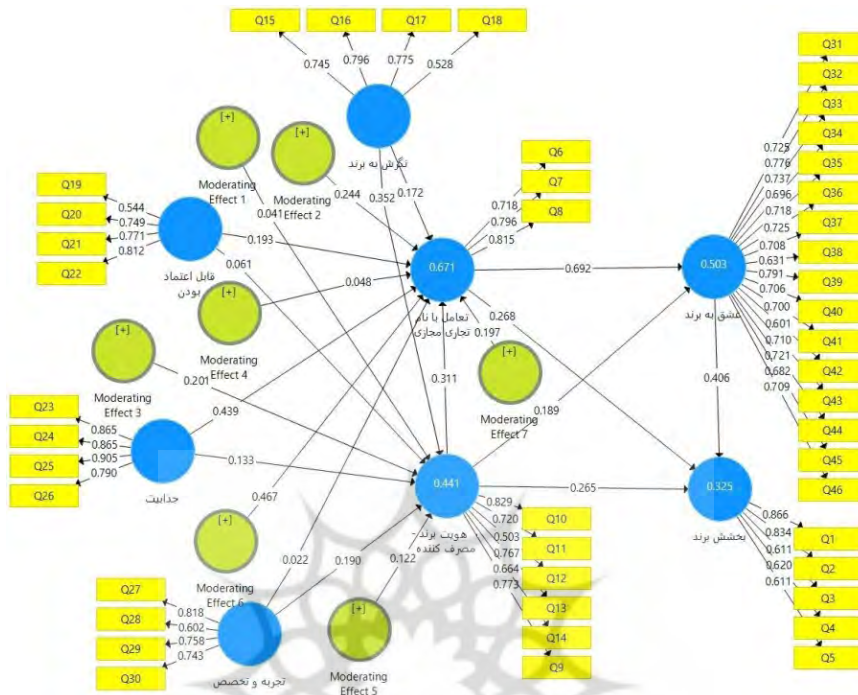 Q15
Q16
Q17
Q18
0.745
0.796
0.775
0.528
نگرش به برند
[+]
Moderating
Effect 1
[+]
Moderating
Effect 2
0.244
0.352
0.172
0.041
Q19
Q20
Q21
Q22
0.544
0.749
0.771
0.812
قابل اعتماد
بودن
0.193
0.061
Q6
Q7
Q8
0.718
0.796
0.815
0.671
تعامل با نام
تجاری مجازی
[+]
Moderating
Effect 4
0.048
[+]
Moderating
Effect 3
0.201
[+]
Moderating
Effect 7
0.197
0.692
0.268
0.311
0.189
Q31
Q32
Q33
Q34
Q35
Q36
Q37
Q38
Q39
Q40
Q41
Q42
Q43
Q44
Q45
Q46
0.725
0.776
0.737
0.696
0.718
0.725
0.708
0.631
0.791
0.706
0.700
0.601
0.710
0.721
0.682
0.709
0.503
عشق به برند
0.406
Q23
Q24
Q25
Q26
0.865
0.865
0.905
0.790
جذابیت
0.439
0.133
[+]
Moderating
Effect 6
0.467
0.441
هویت برند -
مصرف کننده
0.265
0.829
0.720
0.503
0.767
0.664
0.773
Q10
Q11
Q12
Q13
Q14
Q9
0.325
بخشش برند
0.866
0.834
0.611
0.620
0.611
Q1
Q2
Q3
Q4
Q5
Q27
Q28
Q29
Q30
0.818
0.602
0.758
0.743
تجربه و تخصص
0.022
0.190
[+]
Moderating
Effect 5
0.122